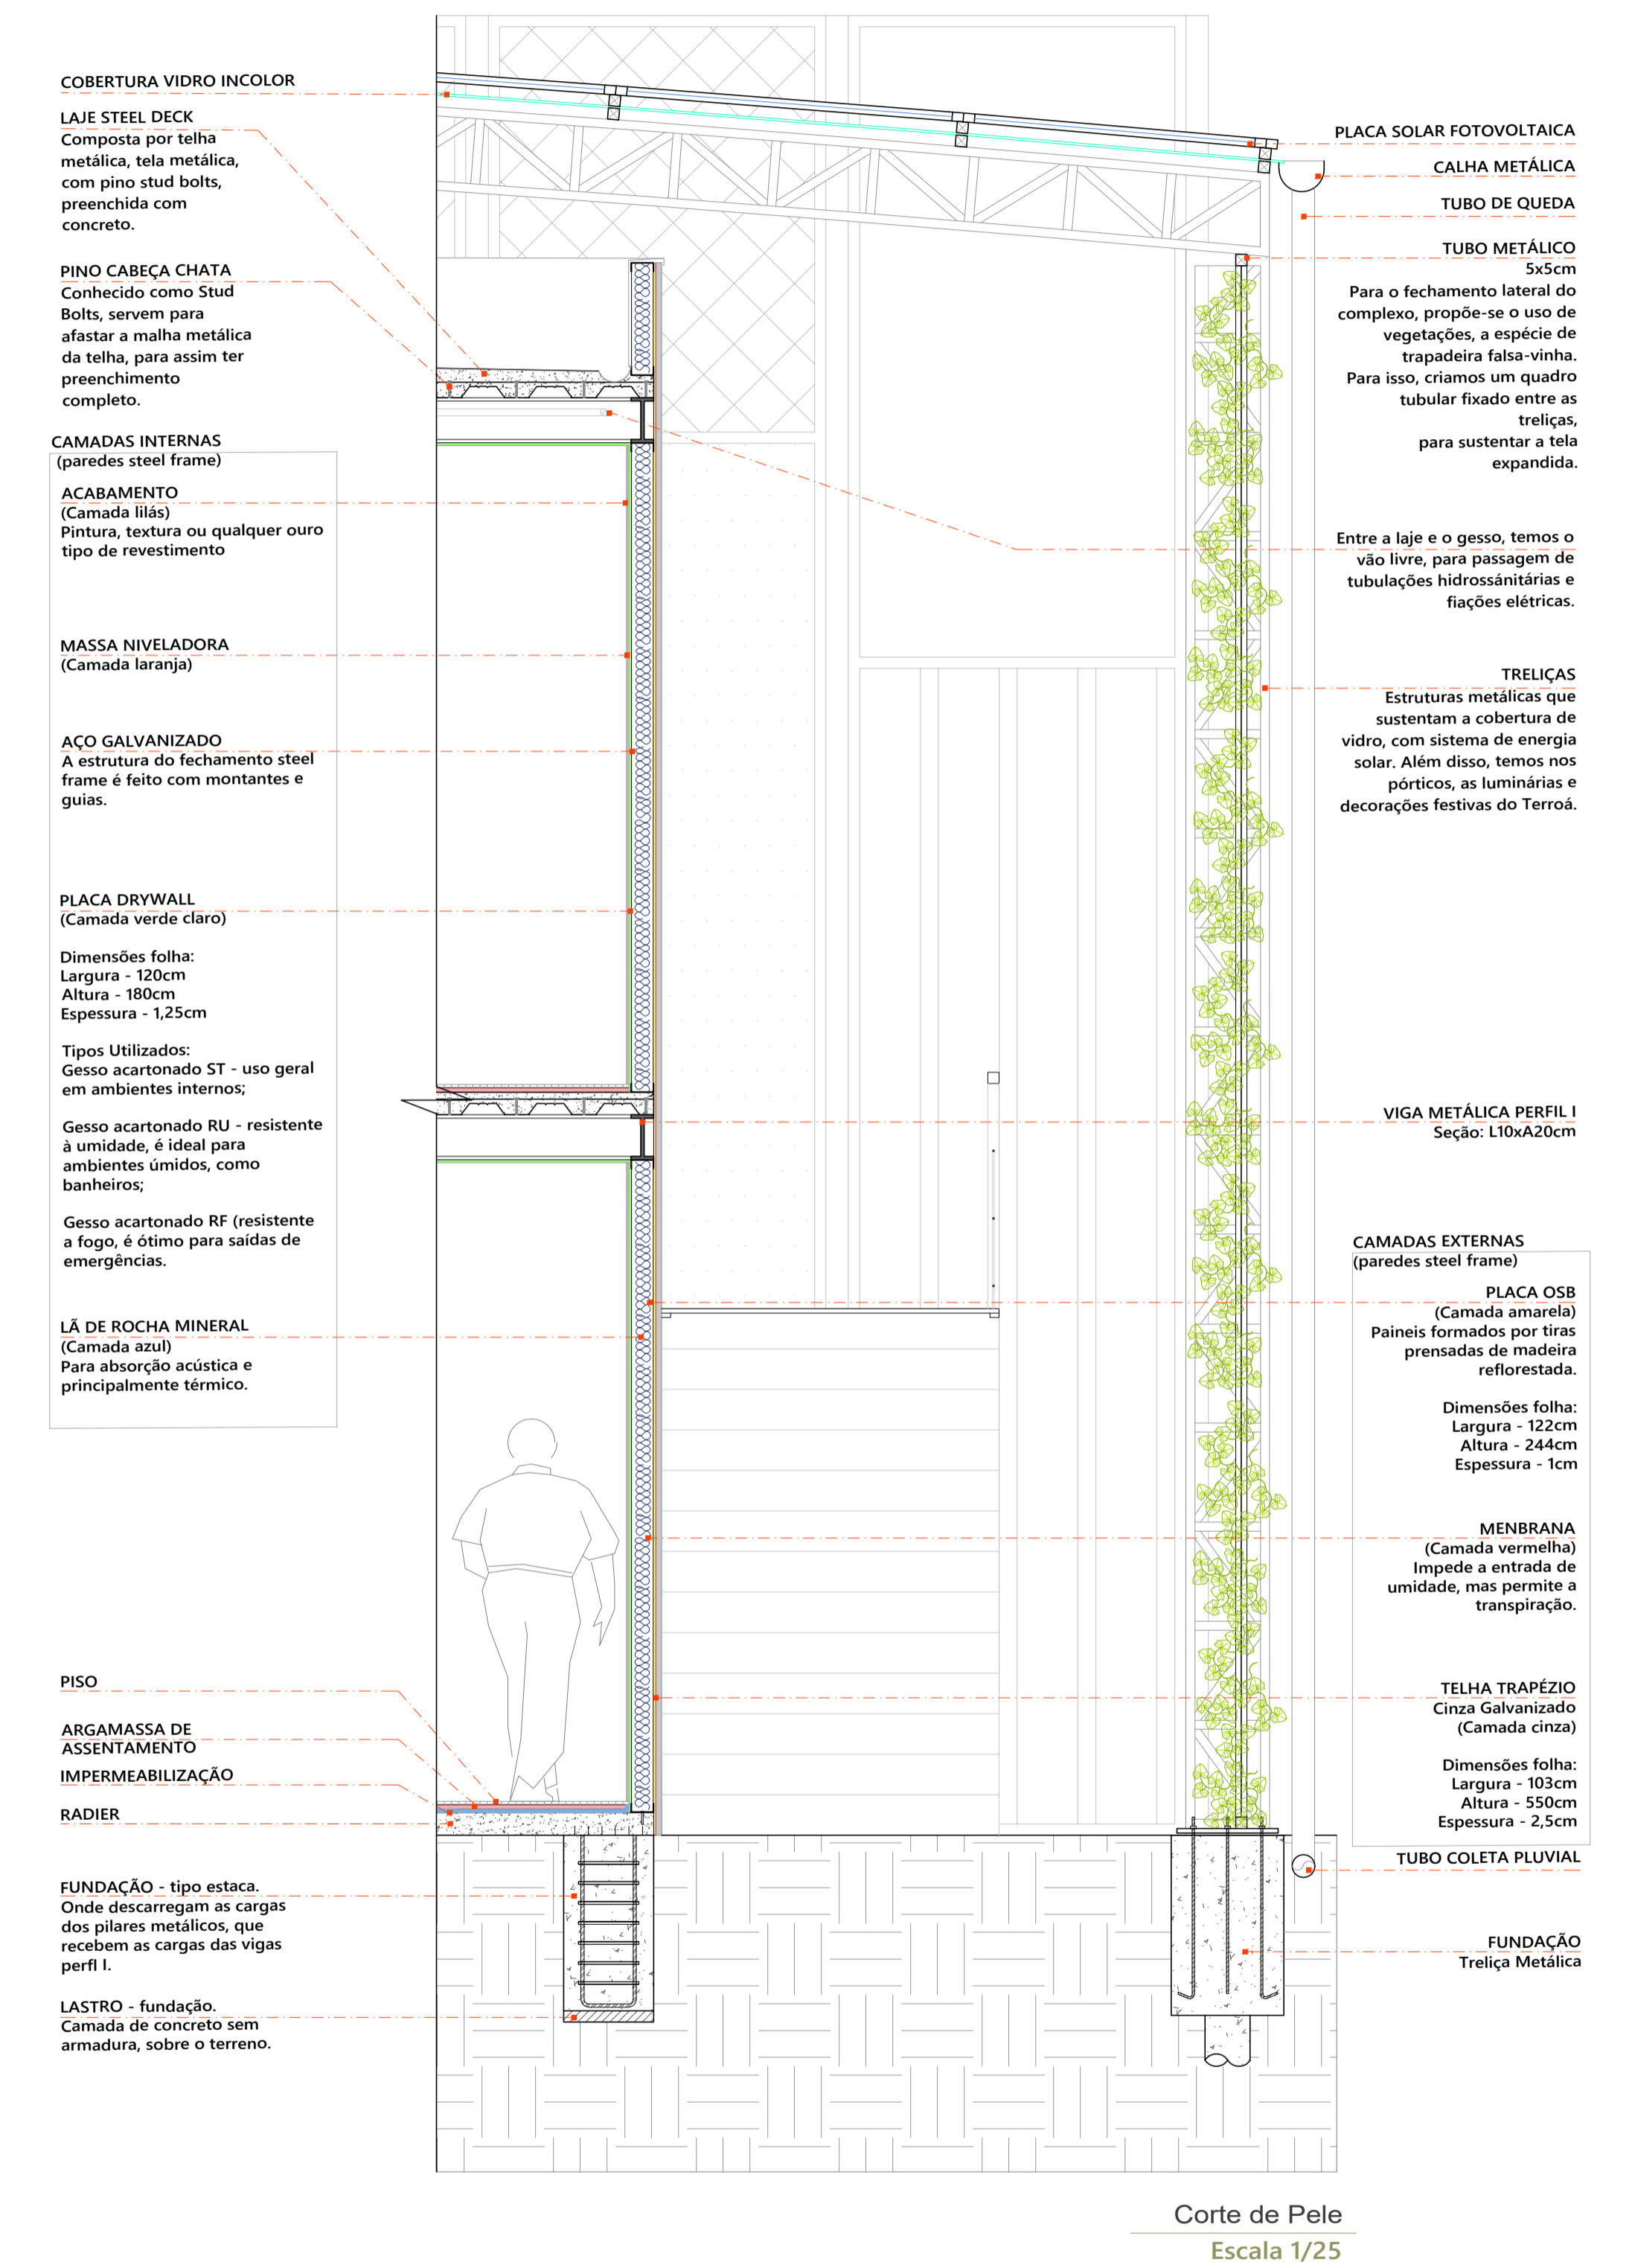 COBERTURA VIDRO INCOLOR
LAJE STEEL DECK
Composta por telha
metálica, tela metálica,
com pino stud bolts,
preenchida com
concreto.
PINO CABEÇA CHATA
Conhecido como Stud
Bolts, servem para
afastar a malha metálica
da telha, para assim ter
preenchimento
completo.
CAMADAS INTERNAS
(paredes steel frame)
ACABAMENTO
(Camada lilás)
Pintura, textura ou qualquer ouro
tipo de revestimento
MASSA NIVELADORA
(Camada laranja)
AÇO GALVANIZADO
A estrutura do fechamento steel
frame é feito com montantes e
guias.
PLACA DRYWALL
(Camada verde claro)
Dimensões folha:
Largura - 120cm
Altura - 180cm
Espessura - 1,25cm
Tipos Utilizados:
Gesso acartonado ST - uso geral
em ambientes internos;
Gesso acartonado RU - resistente
à umidade, é ideal para
ambientes úmidos, como
banheiros;
Gesso acartonado RF (resistente
a fogo, é ótimo para saídas de
emergências.
LÃ DE ROCHA MINERAL
(Camada azul)
Para absorção acústica e
principalmente térmico.
PISO
ARGAMASSA DE
ASSENTAMENTO
IMPERMEABILIZAÇÃO
RADIER
FUNDAÇÃO - tipo estaca.
Onde descarregam as cargas
dos pilares metálicos, que
recebem as cargas das vigas
perfl I.
LASTRO - fundação.
Camada de concreto sem
armadura, sobre o terreno.
PLACA SOLAR FOTOVOLTAICA
CALHA METÁLICA
TUBO DE QUEDA
TUBO METÁLICO
5x5cm
Para o fechamento lateral do
complexo, propõe-se o uso de
vegetações, a espécie de
trapadeira falsa-vinha.
Para isso, criamos um quadro
tubular fixado entre as
treliças,
para sustentar a tela
expandida.
Entre a laje e o gesso, temos o
vão livre, para passagem de
tubulações hidrossánitárias e
fiações elétricas.
TRELIÇAS
Estruturas metálicas que
sustentam a cobertura de
vidro, com sistema de energia
solar. Além disso, temos nos
pórticos, as luminárias e
decorações festivas do Terroá.
VIGA METÁLICA PERFIL I
Seção: L10xA20cm
CAMADAS EXTERNAS
(paredes steel frame)
PLACA OSB
(Camada amarela)
Paineis formados por tiras
prensadas de madeira
reflorestada.
Dimensões folha:
Largura - 122cm
Altura - 244cm
Espessura - 1cm
MENBRANA
(Camada vermelha)
Impede a entrada de
umidade, mas permite a
transpiração.
TELHA TRAPÉZIO
Cinza Galvanizado
(Camada cinza)
Dimensões folha:
Largura - 103cm
Altura - 550cm
Espessura - 2,5cm
TUBO COLETA PLUVIAL
FUNDAÇÃO
Treliça Metálica
Corte de Pele
Escala 1/25